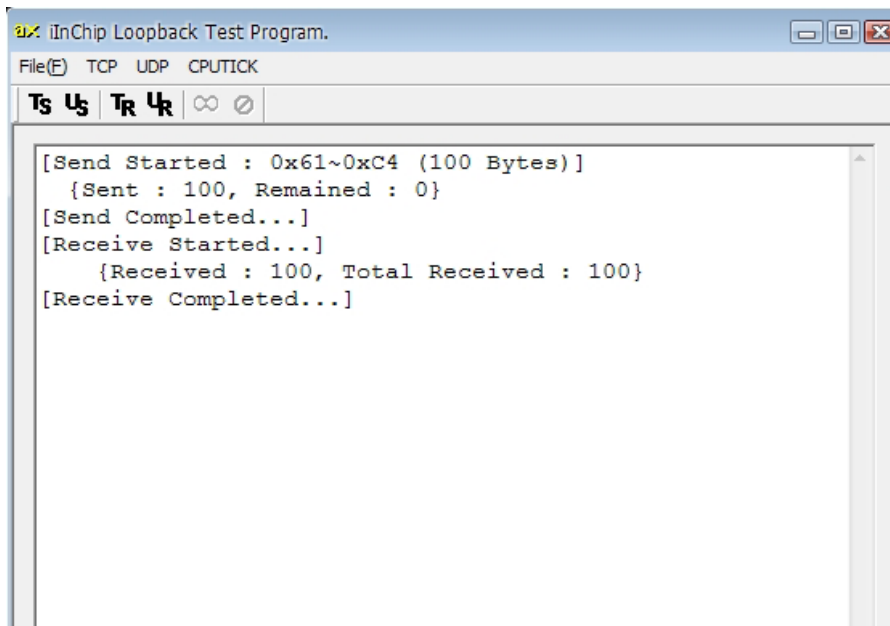 ax iInChip Loopback Test Program.
File(F) TCP UDP CPUTICK
TS US TR UR
[Send Started : 0x61~0xC4 (100 Bytes)]
{Sent : 100, Remained : 0}
[Send Completed...]
[Receive Started...]
{Received : 100, Total Received : 100}
[Receive Completed...]